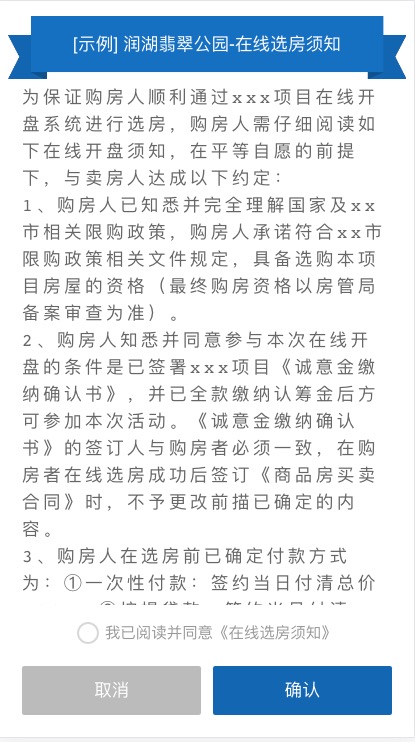 [示例] 润湖翡翠公园-在线选房须知
为保证购房人顺利通过xxx项目在线开
盘系统进行选房，购房人需仔细阅读如
下在线开盘须知，在平等自愿的前提
下，与卖房人达成以下约定：
1、购房人已知悉并完全理解国家及xx
市相关限购政策，购房人承诺符合xx市
限购政策相关文件规定，具备选购本项
目房屋的资格（最终购房资格以房管局
备案审查为准）。
2、购房人知悉并同意参与本次在线开
盘的条件是已签署xxx项目《诚意金缴
纳确认书》，并已全款缴纳认筹金后方
可参加本次活动。《诚意金缴纳确认
书》的签订人与购房者必须一致，在购
房者在线选房成功后签订《商品房买卖
合同》时，不予更改前描已确定的内
容。
3、购房人在选房前已确定付款方式
为：①一次性付款：签约当日付清总价
我已阅读并同意《在线选房须知》
取消
确认